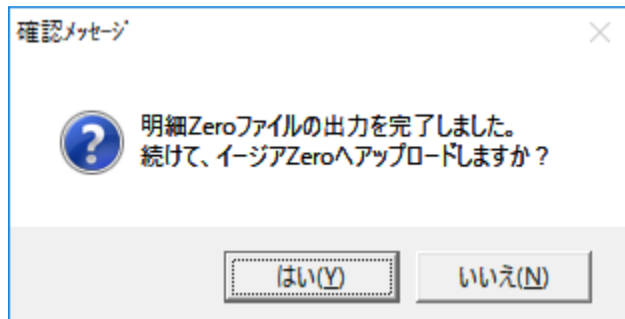 確認ﾒｯｾｰｼﾞ
明細Zeroファイルの出力を完了しました。
続けて、イージアZeroへアップロードしますか？
はい(Y)
いいえ(N)